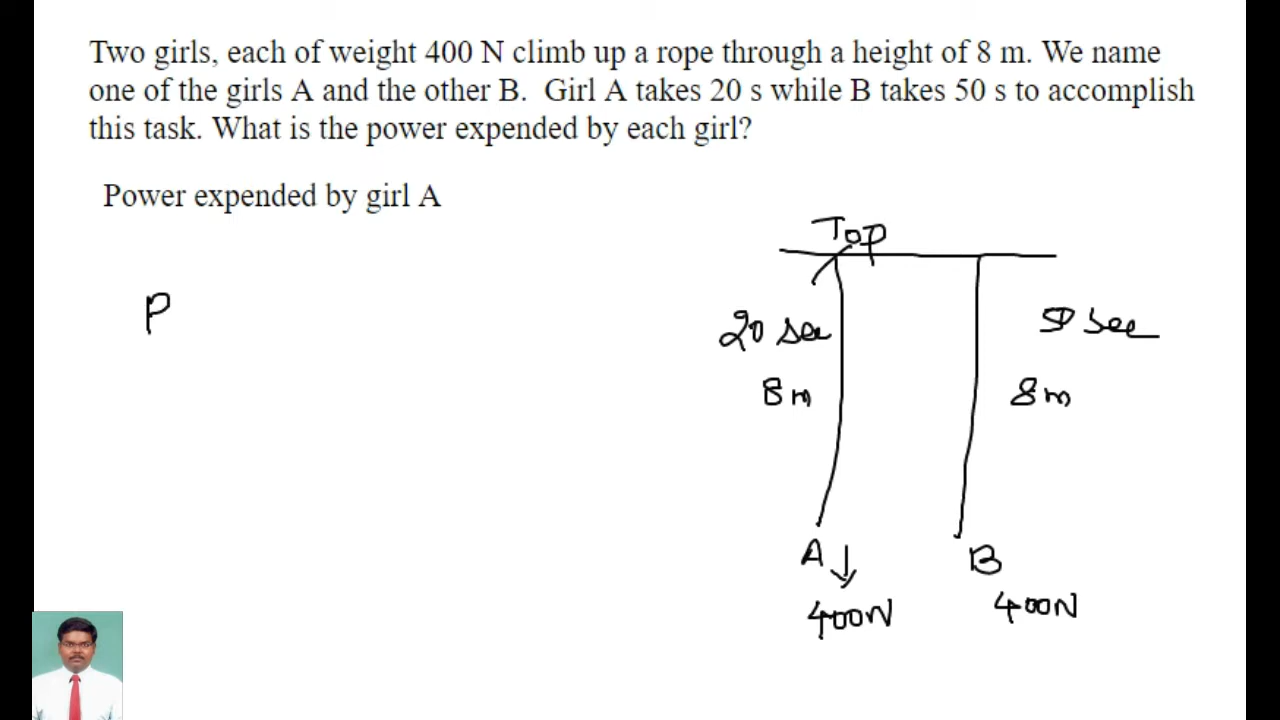 Two girls, each of weight 400 N climb up a rope through a height of 8 m. We name
one of the girls A and the other B. Girl A takes 20 s while B takes 50 s to accomplish
this task. What is the power expended by each girl?
Power expended by girl A
Top
P
20 sec
50 sec
8m
8m
A
B
400N
400N